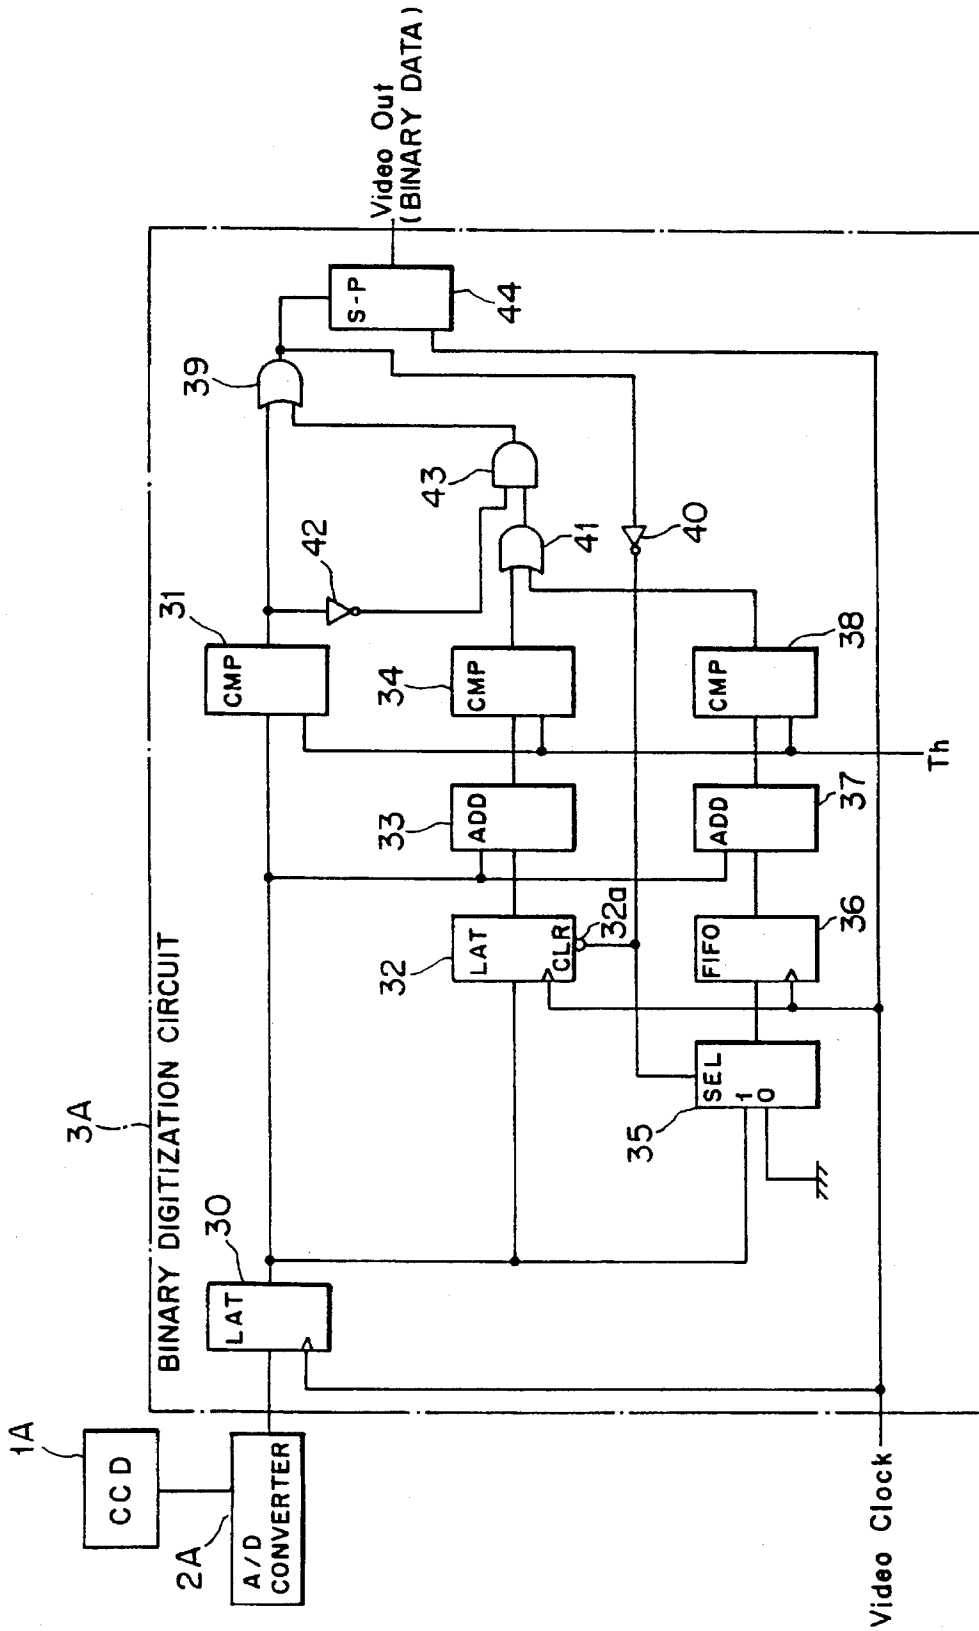 3A
BINARY DIGITIZATION CIRCUIT
1A
CCD
2A
A/D
CONVERTER
30
LAT
31
CMP
42
39
S-P
44
Video Out
(BINARY DATA)
32
LAT
CLR
32a
33
ADD
34
CMP
43
41
40
35
SEL
1
0
FIFO
36
ADD
37
CMP
38
Th
Video Clock